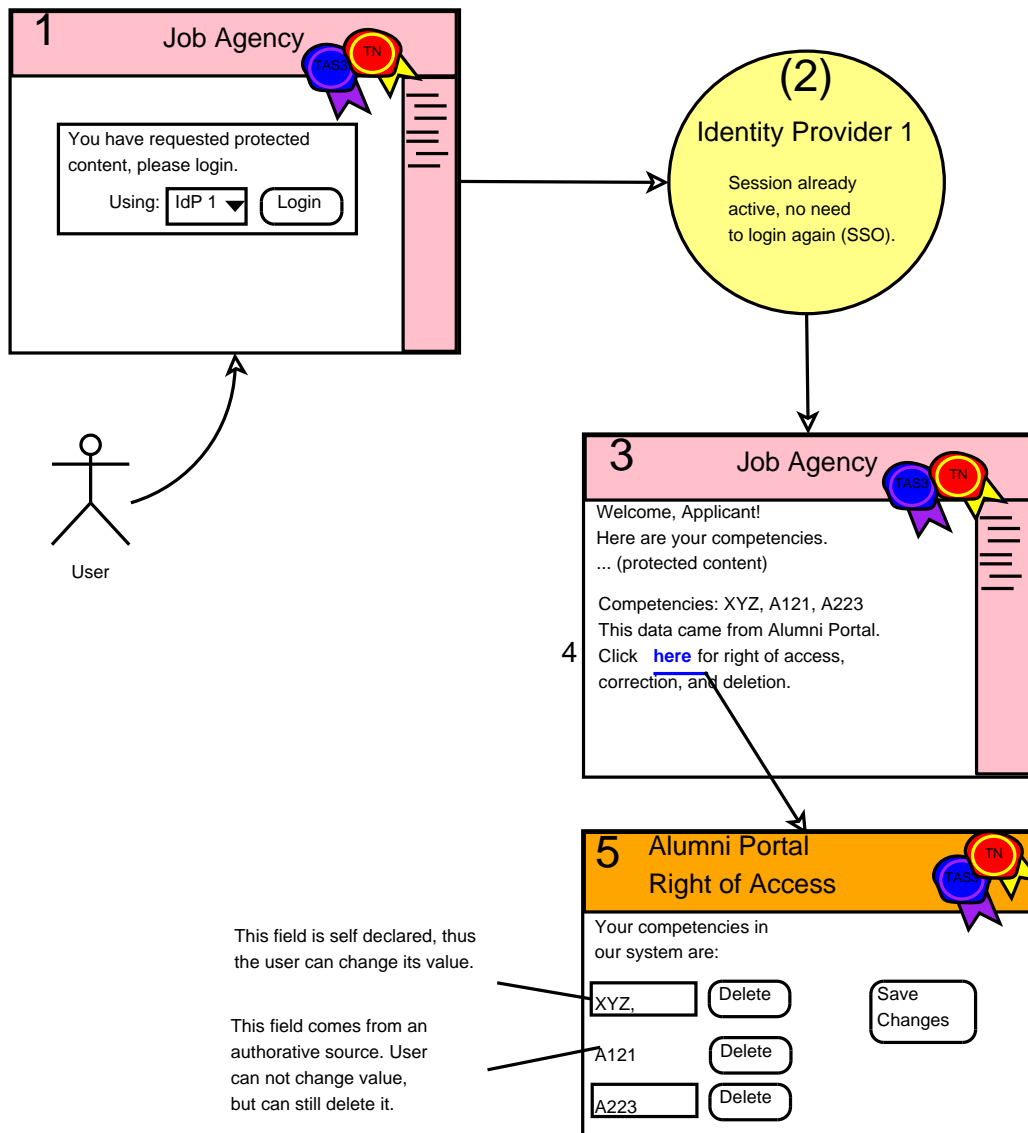 1
Job Agency
TAS3
TN
You have requested protected
content, please login.
Using: IdP 1 Login
(2)
Identity Provider 1
Session already
active, no need
to login again (SSO).
User
3
Job Agency
TAS3
TN
Welcome, Applicant!
Here are your competencies.
... (protected content)
Competencies: XYZ, A121, A223
This data came from Alumni Portal.
4
Click here for right of access,
correction, and deletion.
5
Alumni Portal
Right of Access
TAS3
TN
Your competencies in
our system are:
This field is self declared, thus
the user can change its value.
XYZ, Delete
Save
Changes
This field comes from an
authorative source. User
can not change value,
but can still delete it.
A121 Delete
A223 Delete